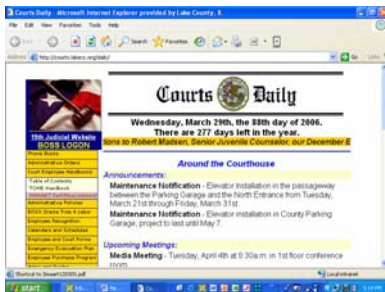 Courts Daily - Microsoft Internet Explorer provided by Lake County, IL
File Edit View Favorites Tools Help
Search Favorites
Address
Go
Courts Daily
Wednesday, March 29th, the 88th day of 2006.
There are 277 days left in the year.
tions to Robert Madsen, Senior Juvenile Counselor, our December E
19th Judicial Website
BOSS LOGON
Phone Books
Administrative Orders
Court Employee Handbooks
Table of Contents
Administrative Policies
BOSS Oracle Time & Labor
Employee Recognition
Calendars and Schedules
Employee and Court Forms
Emergency Evacuation Plan
Employee Purchase Program
Around the Courthouse
Announcements:
Maintenance Notification - Elevator Installation in the passageway
between the Parking Garage and the North Entrance from Tuesday,
March 21st through Friday, March 31st.
Maintenance Notification - Elevator installation in County Parking
Garage, project to last until May 7.
Upcoming Meetings:
Media Meeting - Tuesday, April 4th at 8:30a.m. in 1st floor conference
room
Local intranet
start